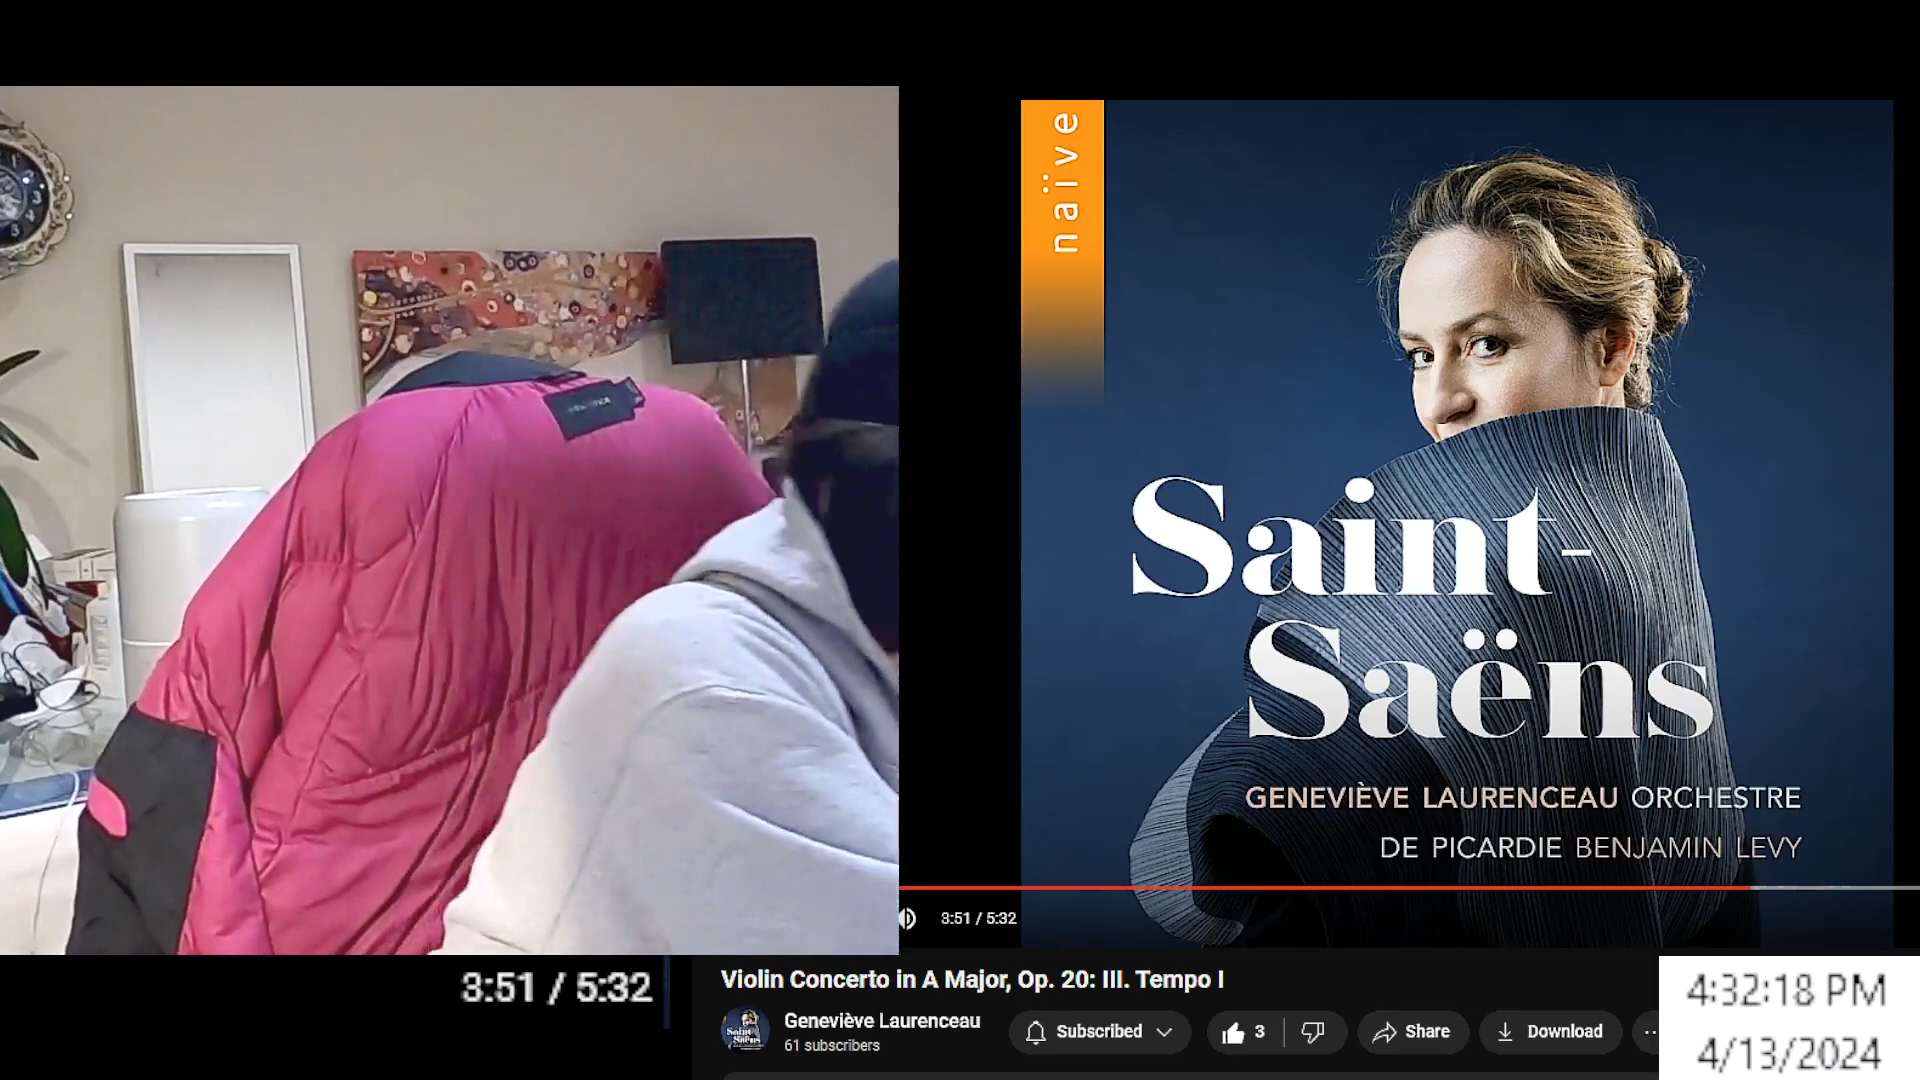 naïve
Saint-
Saëns
GENEVIÈVE LAURENCEAU ORCHESTRE
DE PICARDIE BENJAMIN LEVY
3:51 / 5:32
3:51 / 5:32
Violin Concerto in A Major, Op. 20: III. Tempo I
Geneviève Laurenceau
61 subscribers
Subscribed
3
Share
Download
4:32:18 PM
4/13/2024